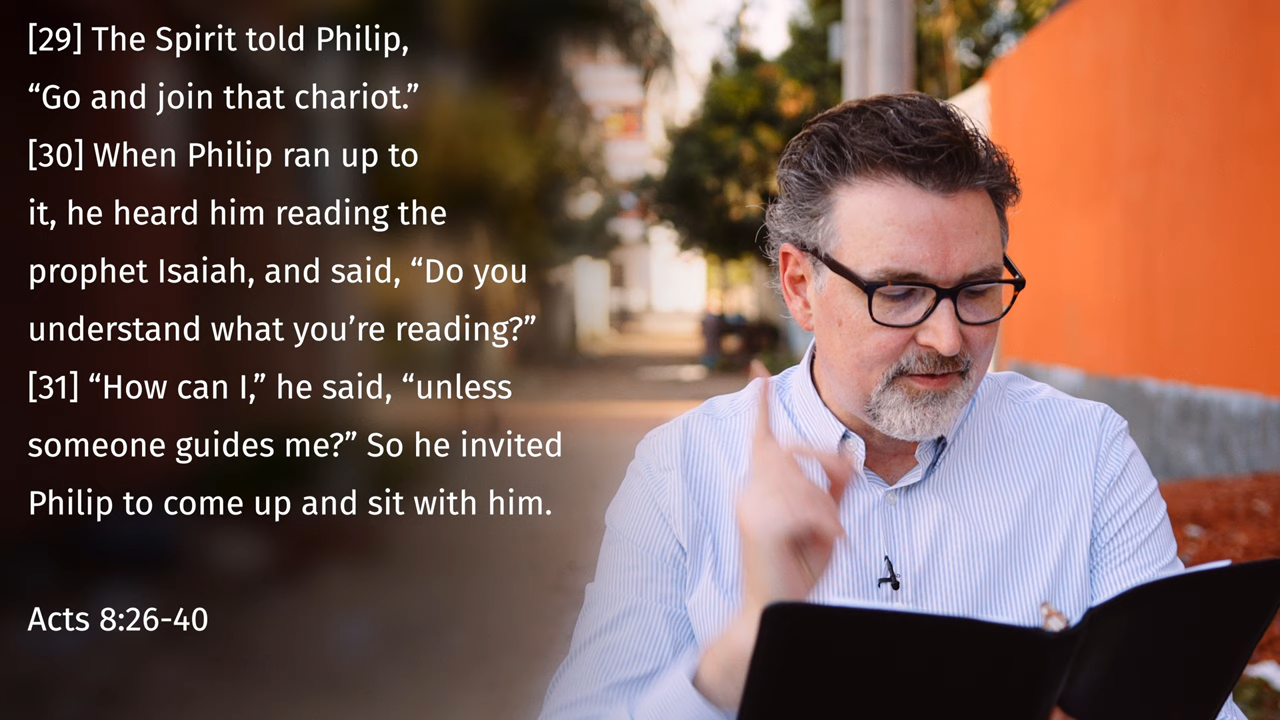 [29] The Spirit told Philip,
“Go and join that chariot.”
[30] When Philip ran up to
it, he heard him reading the
prophet Isaiah, and said, “Do you
understand what you’re reading?”
[31] “How can I,” he said, “unless
someone guides me?” So he invited
Philip to come up and sit with him.
Acts 8:26-40